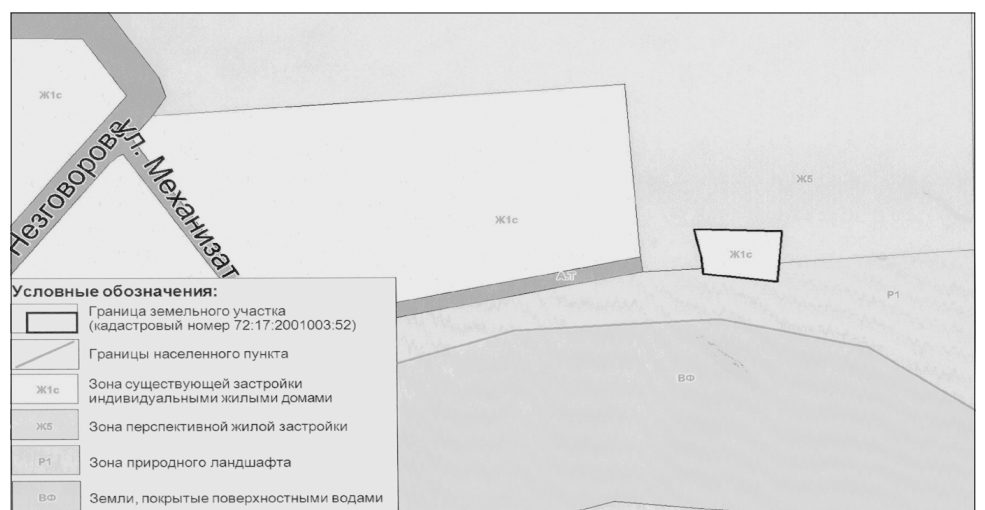 Ж1с
Незговорова
ул. Механизат
Ж5
Ж1с
Ж1с
А,т
Р1
ВФ
Условные обозначения:
Граница земельного участка
(кадастровый номер 72:17:2001003:52)
Границы населенного пункта
Ж1с
Зона существующей застройки
индивидуальными жилыми домами
Ж5
Зона перспективной жилой застройки
Р1
Зона природного ландшафта
ВФ
Земли, покрытые поверхностными водами